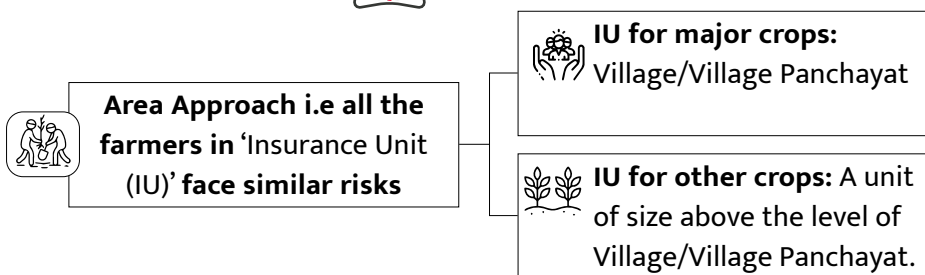 Area Approach i.e all the
farmers in ‘Insurance Unit
(IU)’ face similar risks
IU for major crops:
Village/Village Panchayat
IU for other crops: A unit
of size above the level of
Village/Village Panchayat.